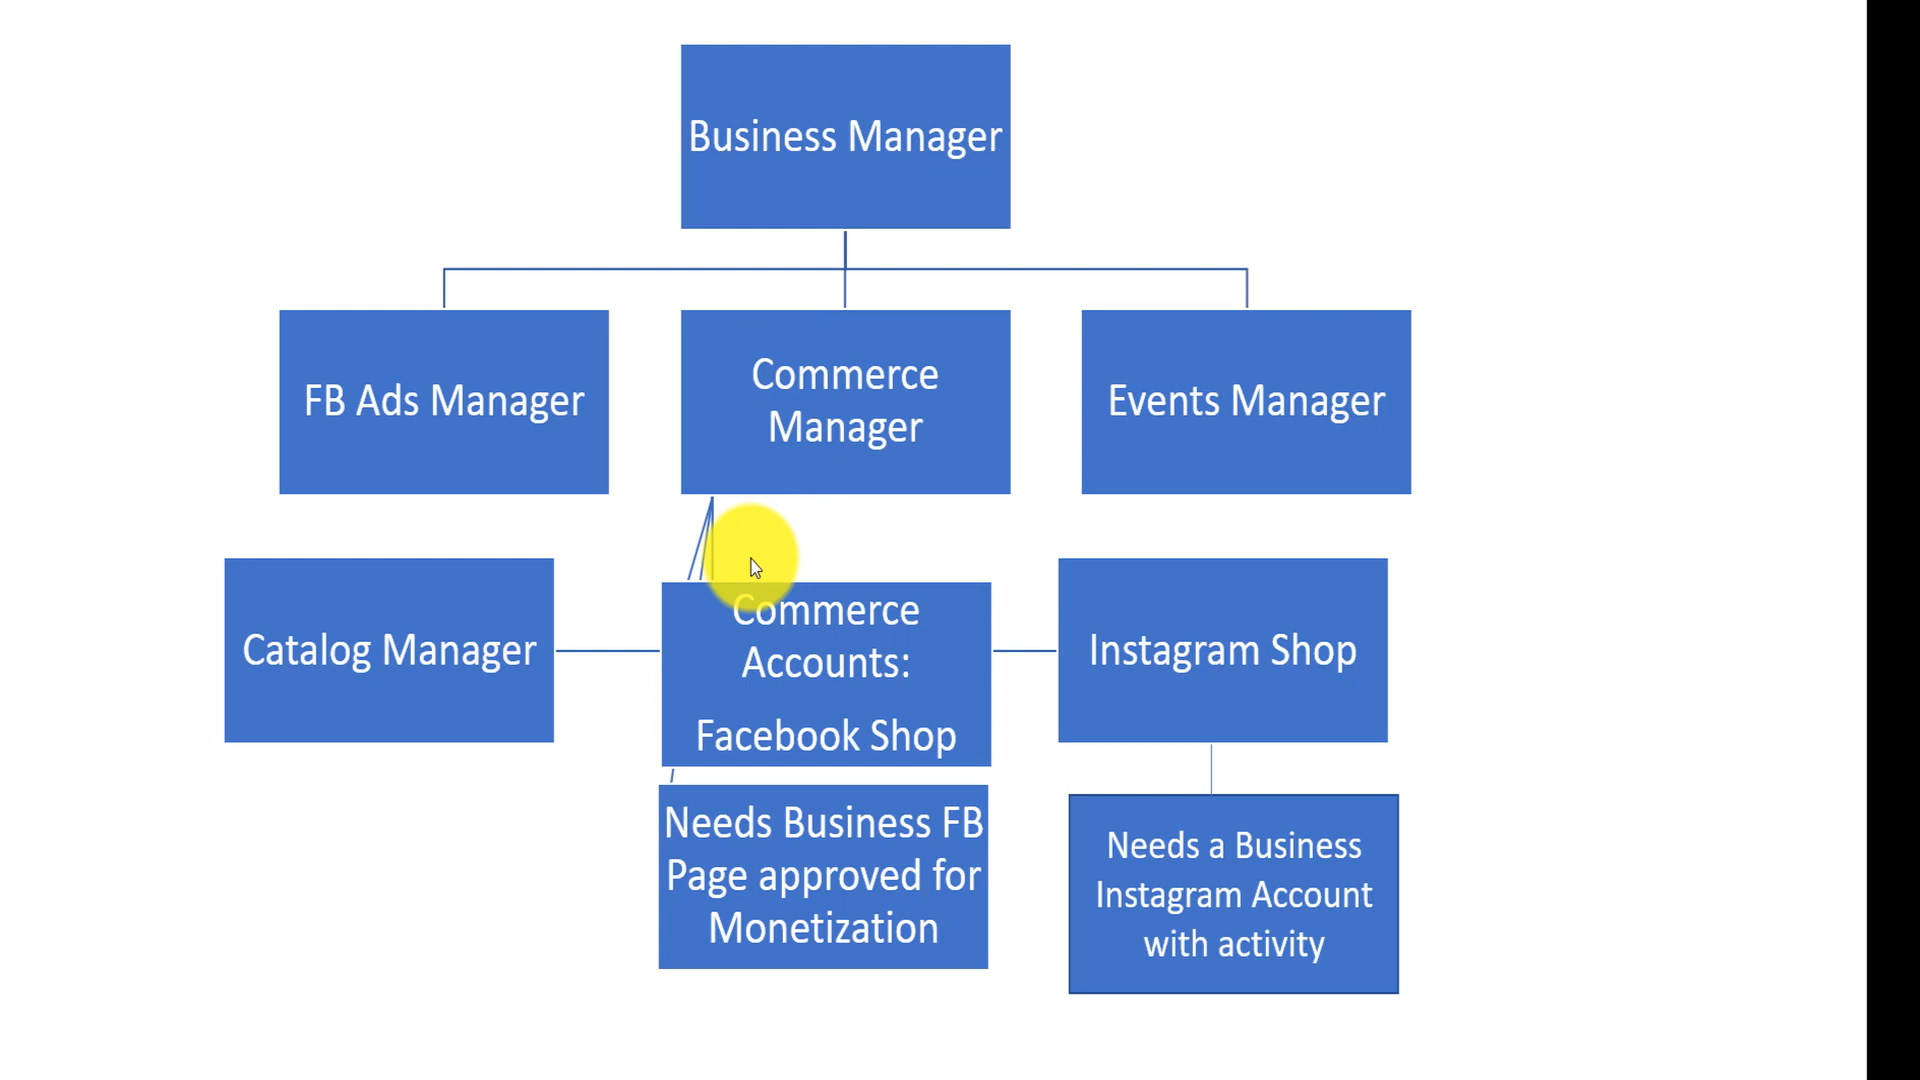 Business Manager
FB Ads Manager
Commerce
Manager
Events Manager
Catalog Manager
Commerce
Accounts:
Facebook Shop
Instagram Shop
Needs Business FB
Page approved for
Monetization
Needs a Business
Instagram Account
with activity